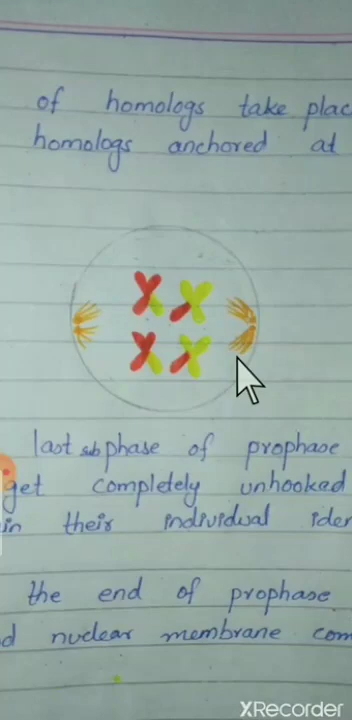 of homologs take plac
homologs anchored at
last sub phase of prophase
get completely unhooked
in their individual iden
the end of prophase
d nuclear membrane com
XRecorder